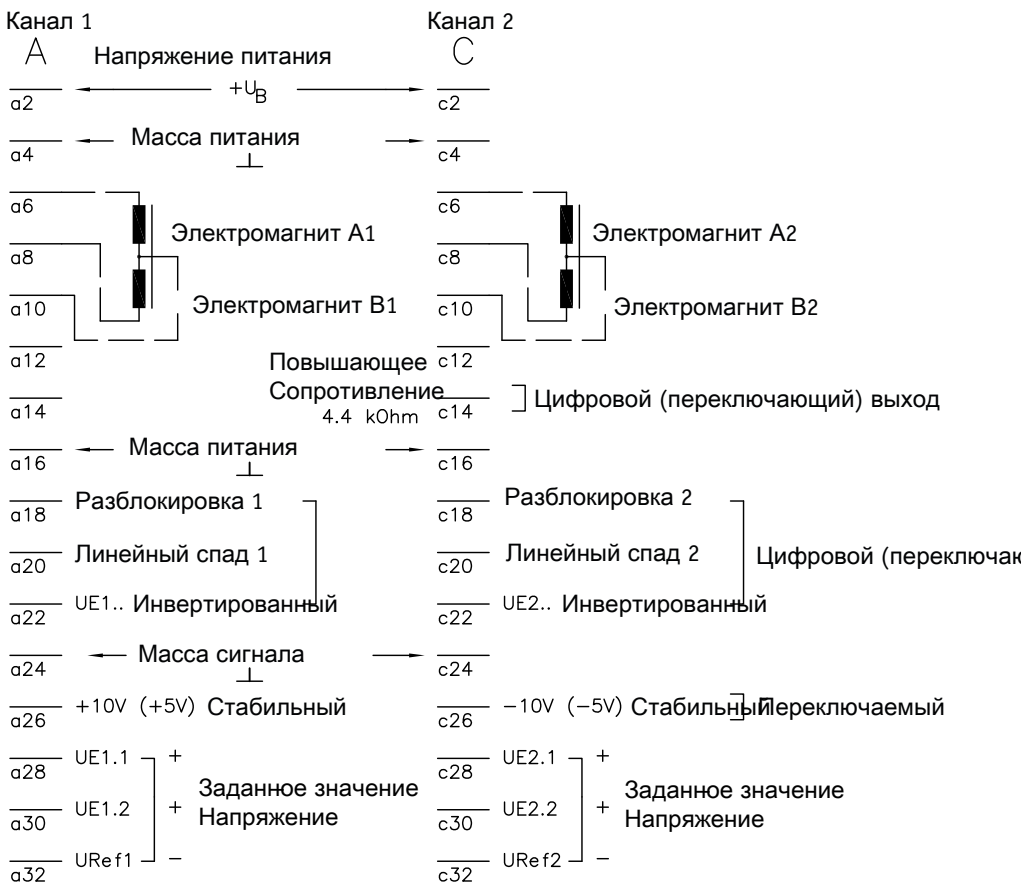 Канал 1 Канал 2
A C
Напряжение питания
+UB
a2 c2
Масса питания
a4 c4
a6 c6
Электромагнит А1 Электромагнит А2
a8 c8
Электромагнит В1 Электромагнит В2
a10 c10
a12 c12
Повышающее
Сопротивление
4.4 kOhm
Цифровой (переключающий) выход
a14 c14
Масса питания
a16 c16
Разблокировка 1 Разблокировка 2
a18 c18
Линейный спад 1 Линейный спад 2 Цифровой (переключаю
a20 c20
UE1.. Инвертированный UE2.. Инвертированный
a22 c22
Масса сигнала
a24 c24
+10V (+5V) Стабильный -10V (-5V) Стабильный Переключаемый
a26 c26
UE1.1 + UE2.1 +
a28 c28
Заданное значение Заданное значение
UE1.2 + UE2.2 +
Напряжение Напряжение
a30 c30
URef1 - URef2 -
a32 c32